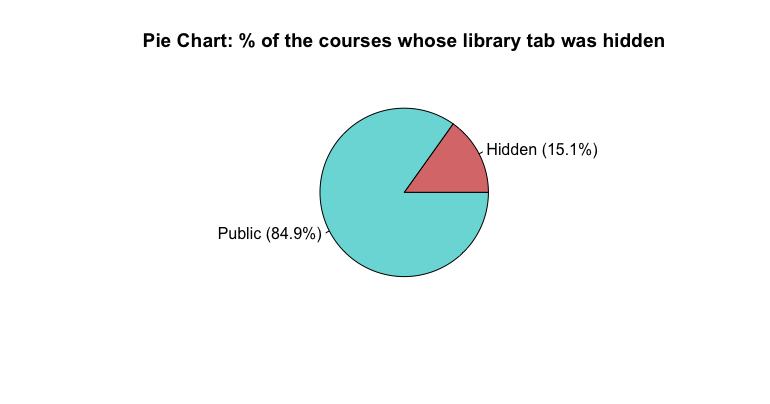 Pie Chart: % of the courses whose library tab was hidden
Hidden (15.1%)
Public (84.9%)